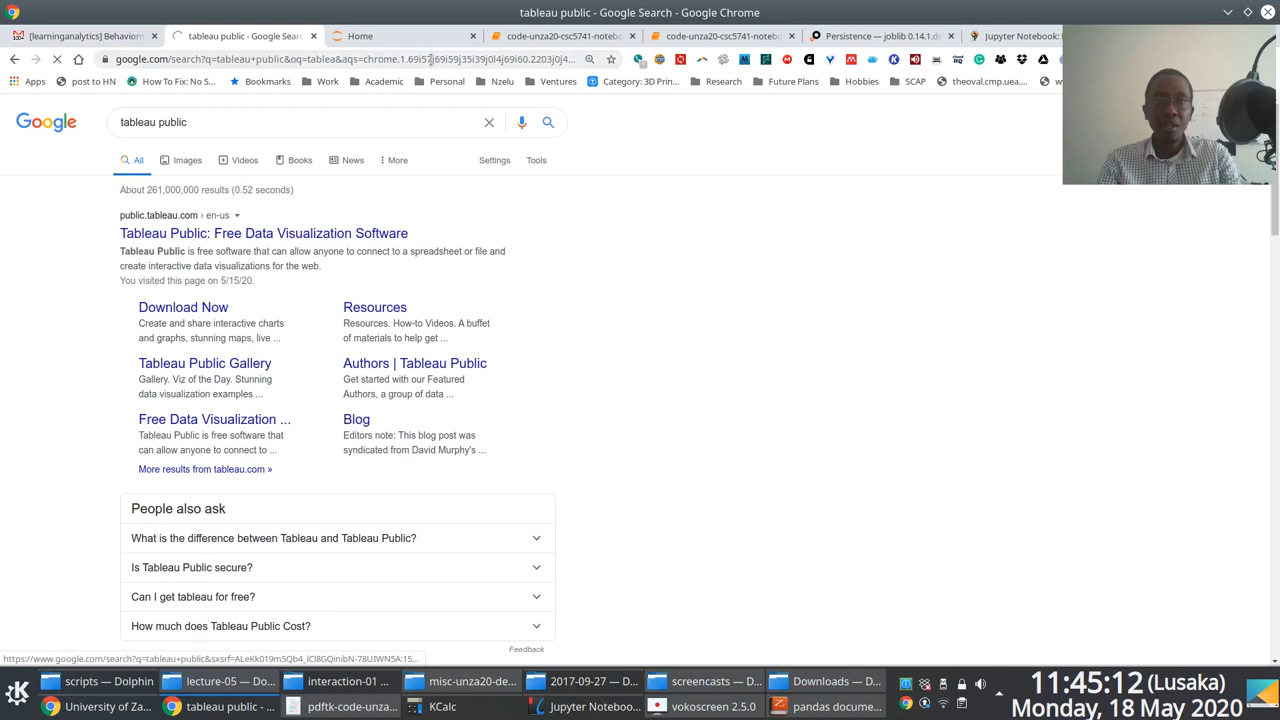 tableau public - Google Search - Google Chrome
[learninganalytics] Behaviorm
tableau public - Google Sear
Home
code-unza20-csc5741-noteb
code-unza20-csc5741-noteb
Persistence — joblib 0.14.1.d
Jupyter Notebook:
Apps
post to HN
How To Fix: No S...
Bookmarks
Work
Academic
Personal
Nzelu
Ventures
Category: 3D Prin...
Research
Future Plans
Hobbies
SCAP
theoval.cmp.uea....
Google
tableau public
All
Images
Videos
Books
News
More
Settings
Tools
About 261,000,000 results (0.52 seconds)
public.tableau.com › en-us
Tableau Public: Free Data Visualization Software
Tableau Public is free software that can allow anyone to connect to a spreadsheet or file and
create interactive data visualizations for the web.
You visited this page on 5/15/20.
Download Now
Create and share interactive charts
and graphs, stunning maps, live ...
Resources
Resources. How-to Videos. A buffet
of materials to help get ...
Tableau Public Gallery
Gallery. Viz of the Day. Stunning
data visualization examples ...
Authors | Tableau Public
Get started with our Featured
Authors, a group of data ...
Free Data Visualization ...
Tableau Public is free software that
can allow anyone to connect to ...
Blog
Editors note: This blog post was
syndicated from David Murphy's ...
More results from tableau.com »
People also ask
What is the difference between Tableau and Tableau Public?
Is Tableau Public secure?
Can I get tableau for free?
How much does Tableau Public Cost?
Feedback
scripts — Dolphin
lecture-05 — Do...
interaction-01 ...
misc-unza20-de...
2017-09-27 — D...
screencasts — D...
Downloads — D...
11:45:12 (Lusaka)
University of Za...
tableau public - ...
pdftk-code-unza...
KCalc
Jupyter Noteboo...
vokoscreen 2.5.0
pandas docume...
Monday, 18 May 2020